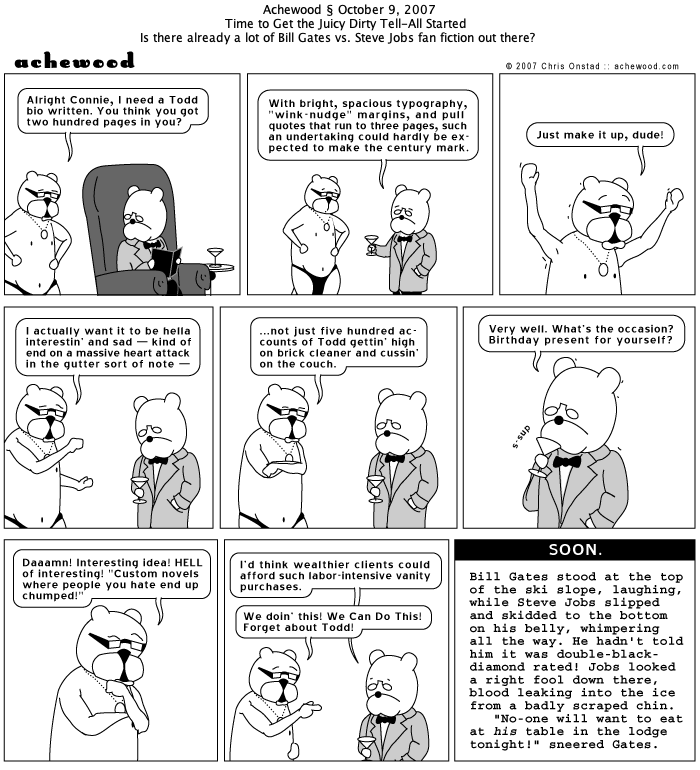 Achewood § October 9, 2007
Time to Get the Juicy Dirty Tell-All Started
Is there already a lot of Bill Gates vs. Steve Jobs fan fiction out there?
achewood
© 2007 Chris Onstad :: achewood.com
Alright Connie, I need a Todd
bio written. You think you got
two hundred pages in you?
With bright, spacious typography,
"wink-nudge" margins, and pull
quotes that run to three pages, such
an undertaking could hardly be ex-
pected to make the century mark.
Just make it up, dude!
I actually want it to be hella
interestin' and sad — kind of
end on a massive heart attack
in the gutter sort of note —
...not just five hundred ac-
counts of Todd gettin' high
on brick cleaner and cussin'
on the couch.
Very well. What's the occasion?
Birthday present for yourself?
s-sup
Daaamn! Interesting idea! HELL
of interesting! "Custom novels
where people you hate end up
chumped!"
I'd think wealthier clients could
afford such labor-intensive vanity
purchases.
We doin' this! We Can Do This!
Forget about Todd!
SOON.
Bill Gates stood at the top
of the ski slope, laughing,
while Steve Jobs slipped
and skidded to the bottom
on his belly, whimpering
all the way. He hadn't told
him it was double-black-
diamond rated! Jobs looked
a right fool down there,
blood leaking into the ice
from a badly scraped chin.
"No-one will want to eat
at his table in the lodge
tonight!" sneered Gates.